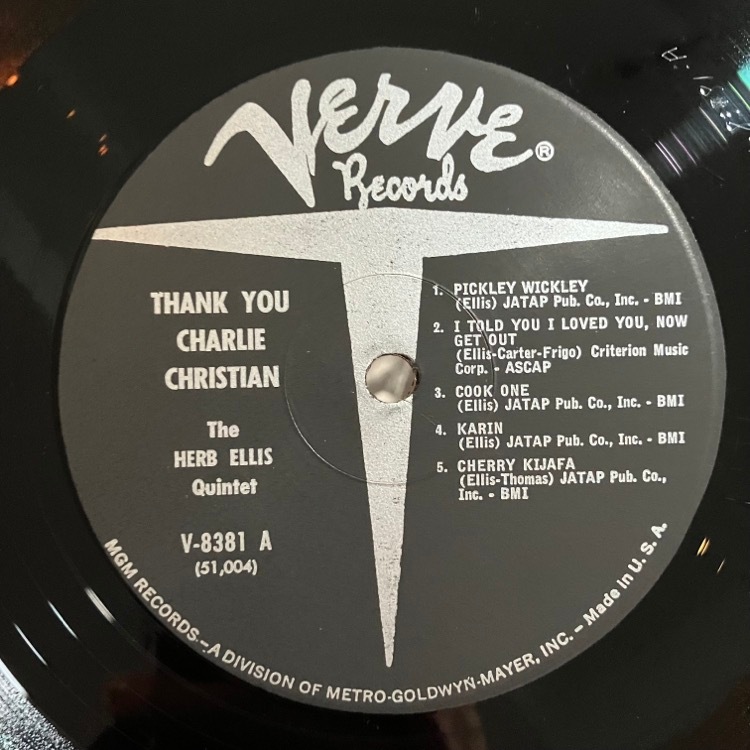 VERVE ®
Records
THANK YOU
CHARLIE
CHRISTIAN
The
HERB ELLIS
Quintet
V-8381 A
(51,004)
1. PICKLEY WICKLEY
(Ellis) JATAP Pub. Co., Inc. - BMI
2. I TOLD YOU I LOVED YOU, NOW
GET OUT
(Ellis-Carter-Frigo) Criterion Music
Corp. - ASCAP
3. COOK ONE
(Ellis) JATAP Pub. Co., Inc. - BMI
4. KARIN
(Ellis) JATAP Pub. Co., Inc. - BMI
5. CHERRY KIJAFA
(Ellis-Thomas) JATAP Pub. Co.,
Inc. - BMI
MGM RECORDS—A DIVISION OF METRO-GOLDWYN-MAYER, INC. – Made in U. S. A.